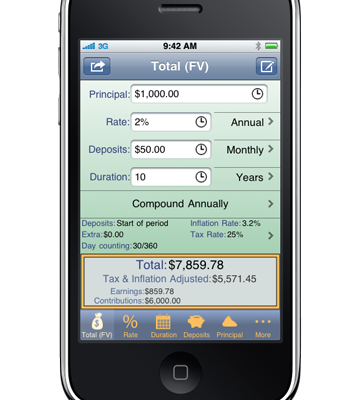 3G 9:42 AM
Total (FV)
Principal: $1,000.00
Rate: 2% Annual
Deposits: $50.00 Monthly
Duration: 10 Years
Compound Annually
Deposits: Start of period Inflation Rate: 3.2%
Extra: $0.00 Tax Rate: 25%
Day counting: 30/360
Total: $7,859.78
Tax & Inflation Adjusted: $5,571.45
Earnings: $859.78
Contributions: $6,000.00
Total (FV) Rate Duration Deposits Principal More